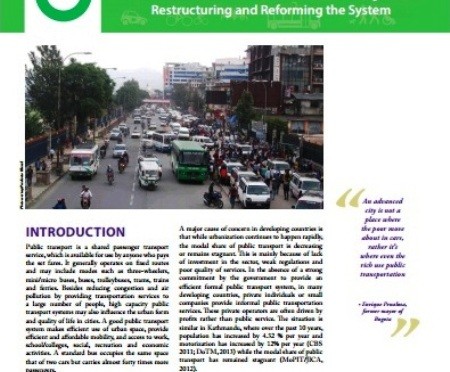 Restructuring and Reforming the System
INTRODUCTION
Public transport is a shared passenger transport
service, which is available for use by anyone who pays
the set fares. It generally operates on fixed routes
and may include modes such as three-wheelers,
mini/micro buses, buses, trolleybuses, trams, trains
and ferries. Besides reducing congestion and air
pollution by providing transportation services to
a large number of people, high capacity public
transport systems may also influence the urban form
and quality of life in cities. A good public transport
system makes efficient use of urban space, provide
efficient and affordable mobility, and access to work,
school/colleges, social, recreation and economic
activities. A standard bus occupies the same space
that of two cars but carries almost forty times more
passengers.
A major cause of concern in developing countries is
that while urbanization continues to happen rapidly,
the modal share of public transport is decreasing
or remains stagnant. This is mainly because of lack
of investment in the sector, weak regulations and
poor quality of services. In the absence of a strong
commitment by the government to provide an
efficient formal public transport system, in many
developing countries, private individuals or small
companies provide informal public transportation
services. These private operators are often driven by
profits rather than public service. The situation is
similar in Kathmandu, where over the past 10 years,
population has increased by 4.32 % per year and
motorisation has increased by 12% per year (CBS
2011; DoTM, 2013) while the modal share of public
transport has remained stagnant (MoPIT/JICA,
2012).
“ An advanced
city is not a
place where
the poor move
about in cars,
rather it's
where even the
rich use public
transportation
- Enrique Penalosa,
former mayor of
Bogota ”